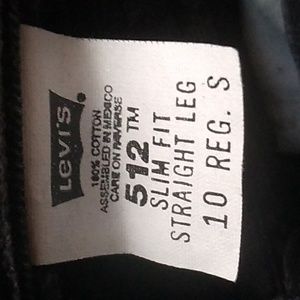 LEVI'S ®
100% COTTON
ASSEMBLED IN MEXICO
CARE ON REVERSE
512 TM
SLIM FIT
STRAIGHT LEG
10 REG. S